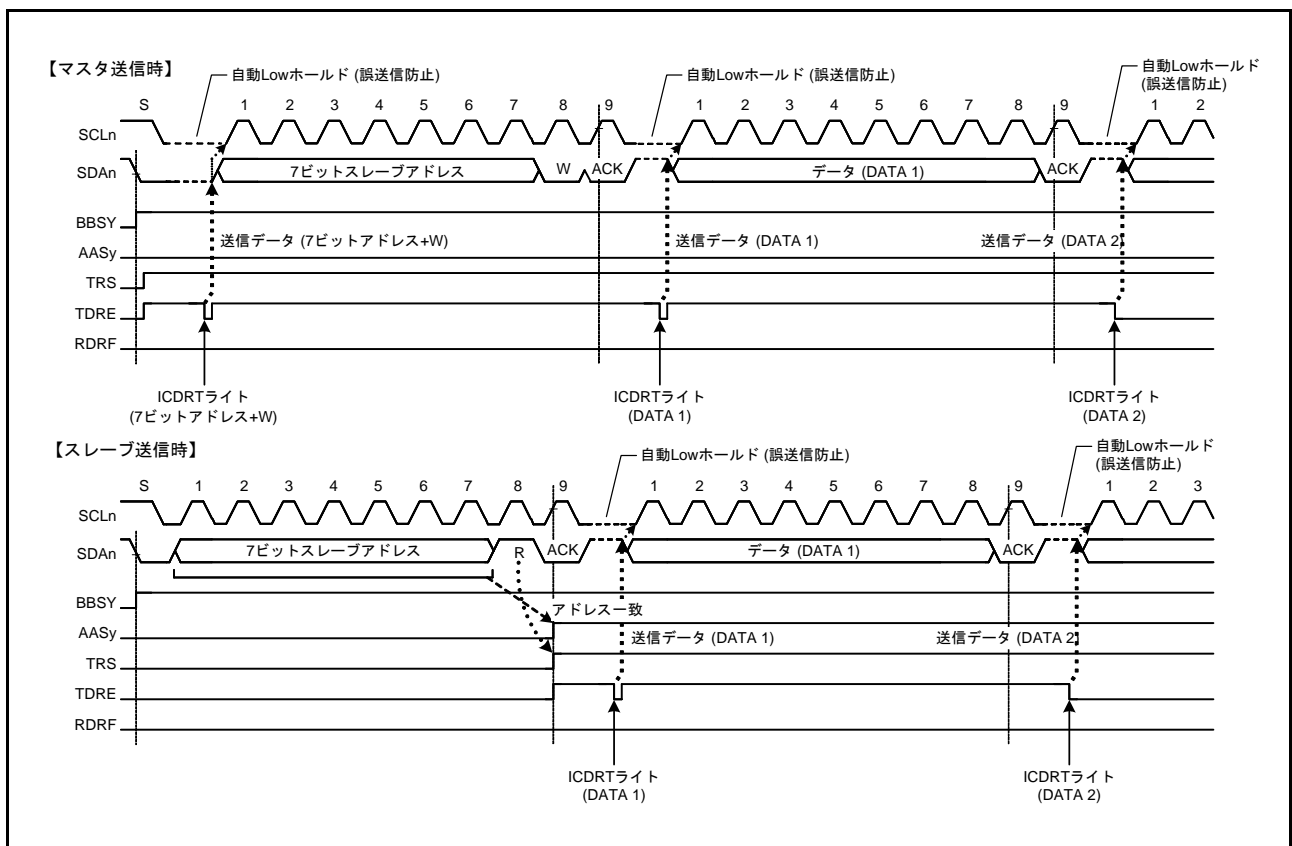 【マスタ送信時】
自動Lowホールド (誤送信防止)
自動Lowホールド (誤送信防止)
自動Lowホールド
(誤送信防止)
S 1 2 3 4 5 6 7 8 9 1 2 3 4 5 6 7 8 9 1 2
SCLn
SDAn 7ビットスレーブアドレス W ACK データ (DATA 1) ACK
BBSY
送信データ (7ビットアドレス+W) 送信データ (DATA 1) 送信データ (DATA 2)
AASy
TRS
TDRE
RDRF
ICDRTライト
(7ビットアドレス+W)
ICDRTライト
(DATA 1)
ICDRTライト
(DATA 2)
【スレーブ送信時】
自動Lowホールド (誤送信防止)
自動Lowホールド
(誤送信防止)
S 1 2 3 4 5 6 7 8 9 1 2 3 4 5 6 7 8 9 1 2 3
SCLn
SDAn 7ビットスレーブアドレス R ACK データ (DATA 1) ACK
BBSY
アドレス一致
AASy
送信データ (DATA 1) 送信データ (DATA 2)
TRS
TDRE
RDRF
ICDRTライト
(DATA 1)
ICDRTライト
(DATA 2)